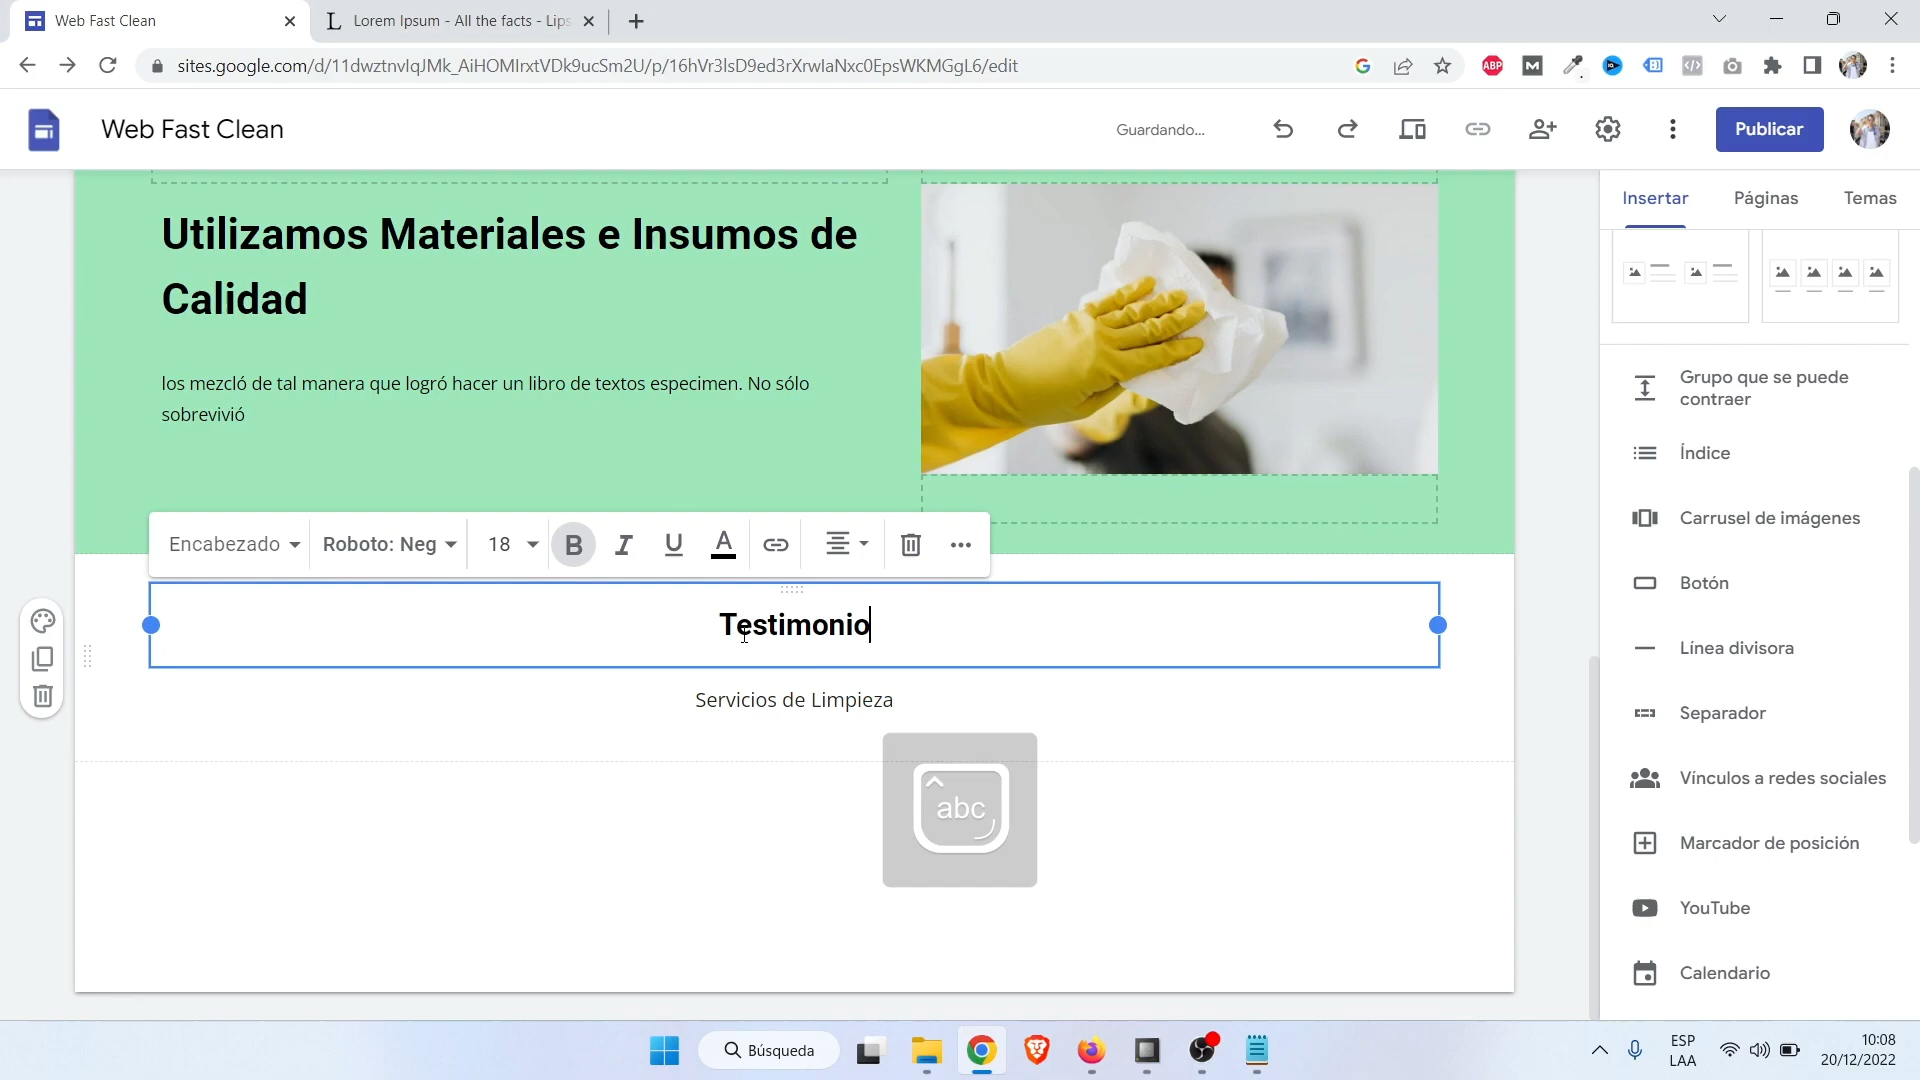 Web Fast Clean
Lorem Ipsum - All the facts - Lips
sites.google.com/d/11dwztnvlqJMk_AiHOMIrxtVDk9ucSm2U/p/16hVr3lsD9ed3rXrwlaNxc0EpsWKMGgL6/edit
ABP
Web Fast Clean
Guardando...
Publicar
Insertar
Páginas
Temas
Utilizamos Materiales e Insumos de
Calidad
los mezcló de tal manera que logró hacer un libro de textos especimen. No sólo
sobrevivió
Encabezado
Roboto: Neg
18
B
I
U
A
Testimonio
Servicios de Limpieza
abc
Grupo que se puede
contraer
Índice
Carrusel de imágenes
Botón
Línea divisora
Separador
Vínculos a redes sociales
Marcador de posición
YouTube
Calendario
Búsqueda
ESP
LAA
10:08
20/12/2022